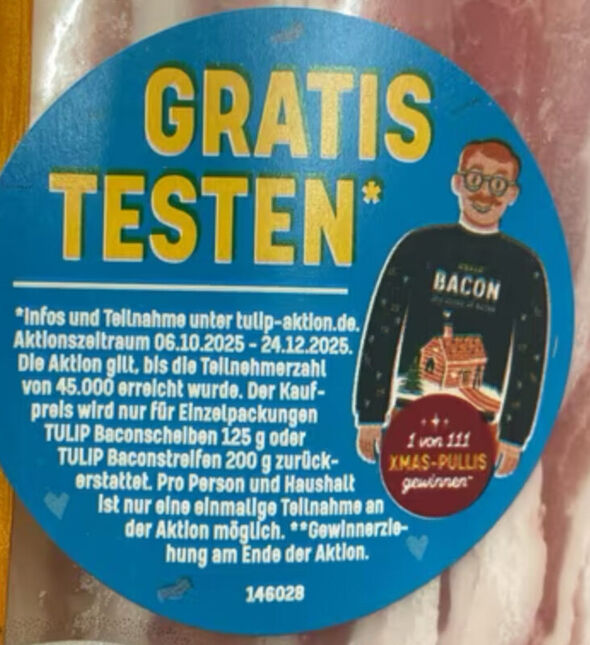 GRATIS
TESTEN*
*Infos und Teilnahme unter tulip-aktion.de.
Aktionszeitraum 06.10.2025 – 24.12.2025.
Die Aktion gilt, bis die Teilnehmerzahl
von 45.000 erreicht wurde. Der Kauf-
preis wird nur für Einzelpackungen
TULIP Baconscheiben 125 g oder
TULIP Baconstreifen 200 g zurück-
erstattet. Pro Person und Haushalt
ist nur eine einmalige Teilnahme an
der Aktion möglich. **Gewinnerzie-
hung am Ende der Aktion.
146028
BACON
1 von 111
XMAS-PULLIS
gewinnen**